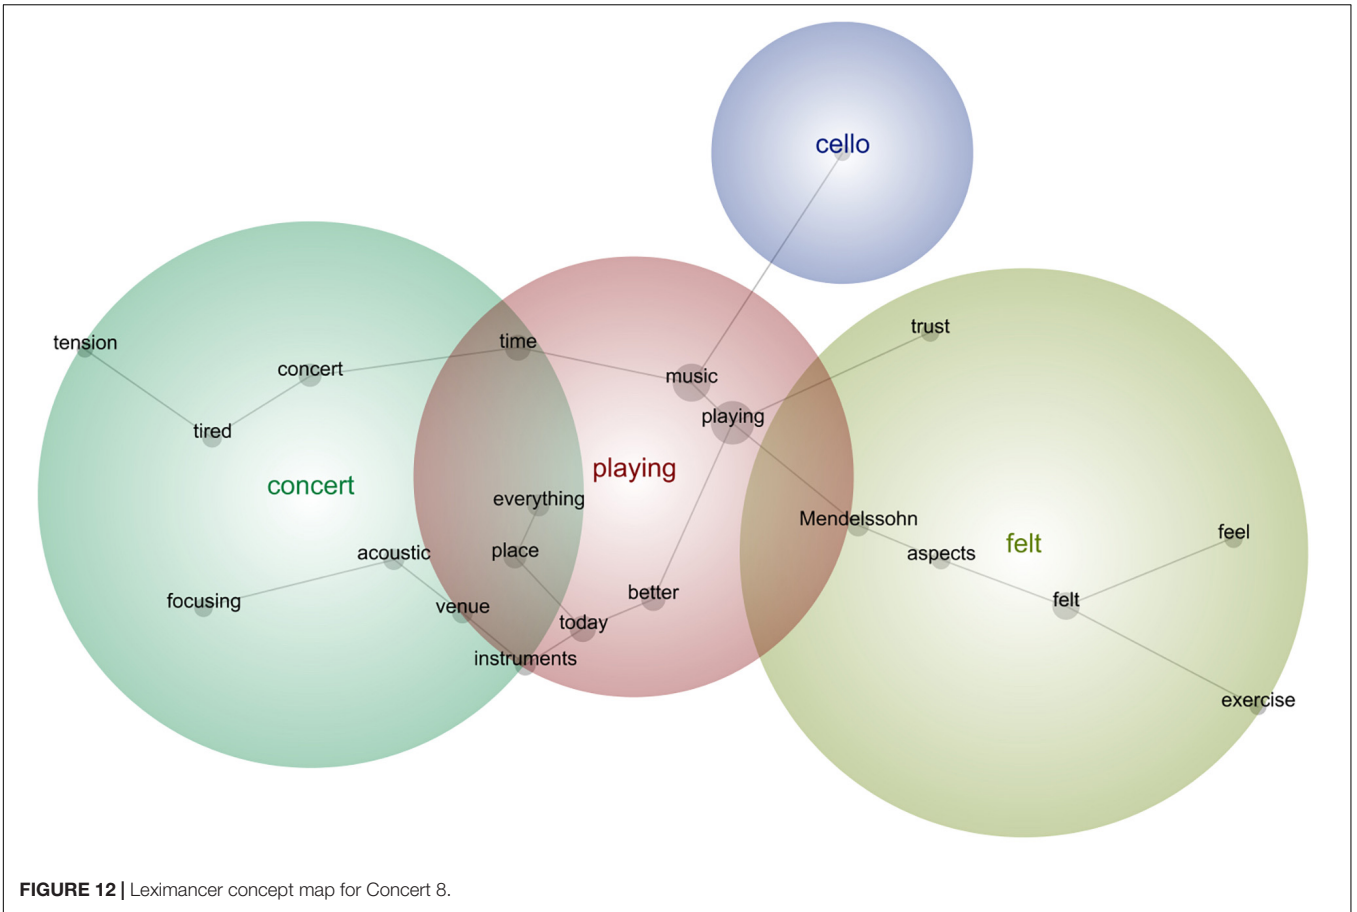 cello
trust
time
tension
concert
music
playing
tired
playing
concert
everything
Mendelssohn
feel
felt
place
acoustic
aspects
better
felt
focusing
venue
today
instruments
exercise
FIGURE 12 | Leximancer concept map for Concert 8.